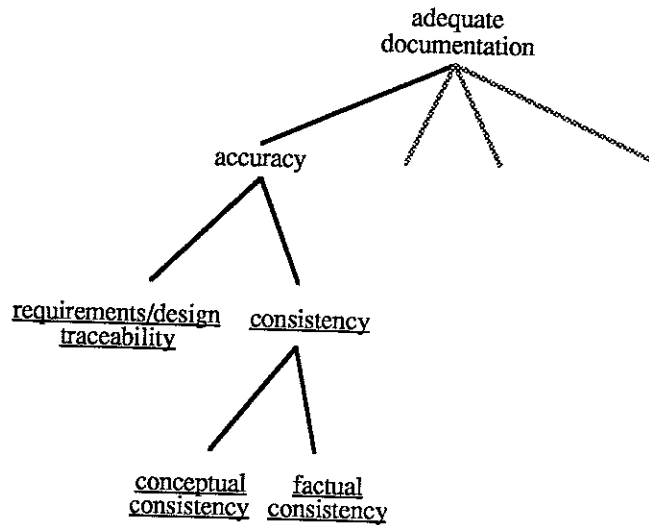 adequate
documentation
accuracy
requirements/design
traceability
consistency
conceptual
consistency
factual
consistency